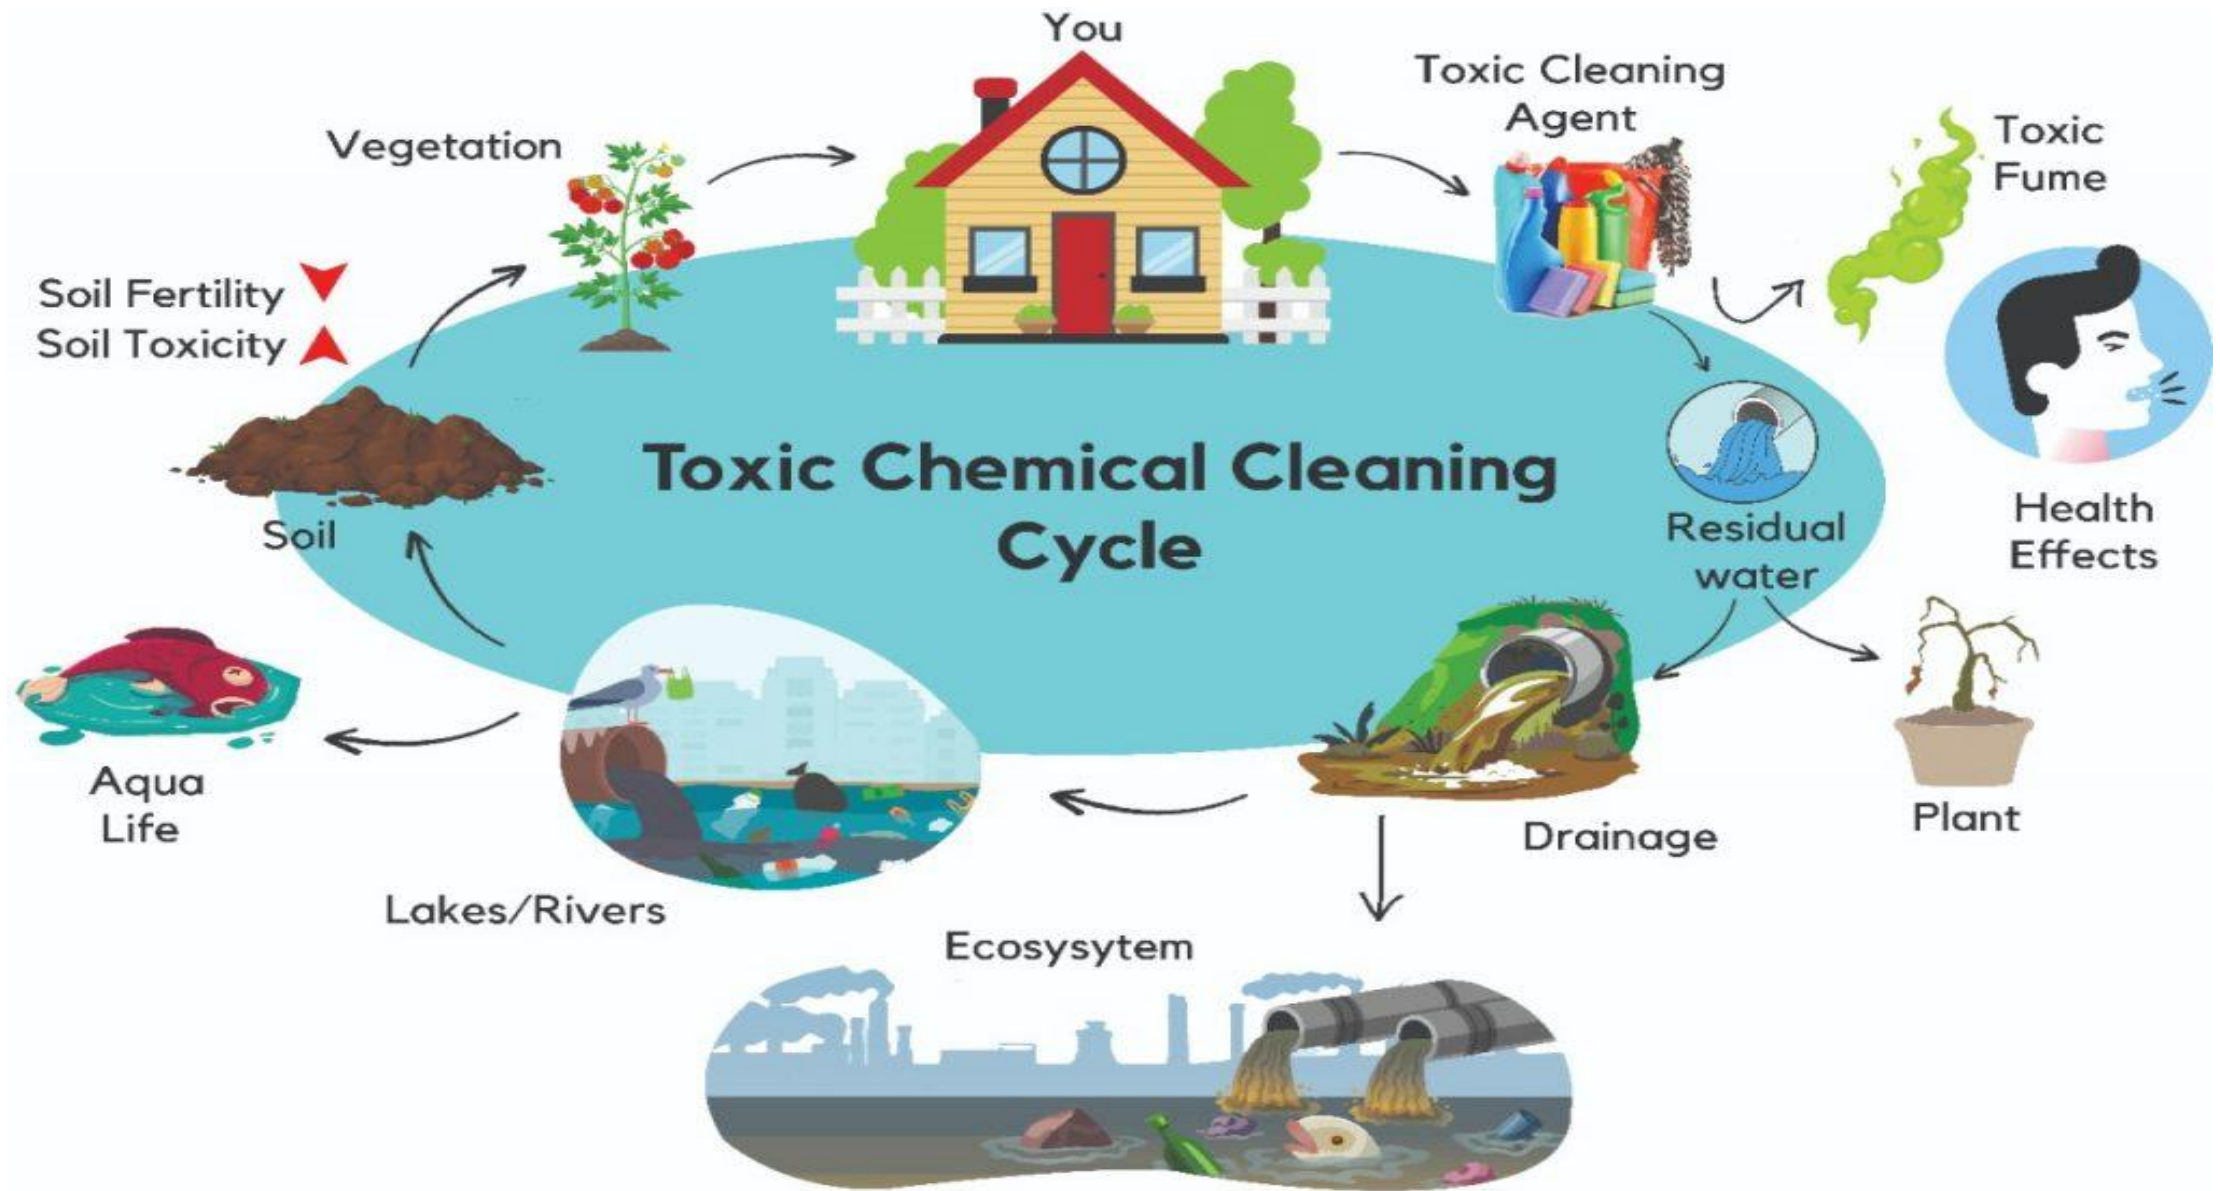 You
Toxic Cleaning
Agent
Toxic
Fume
Vegetation
Soil Fertility
Soil Toxicity
Toxic Chemical Cleaning
Cycle
Soil
Residual
water
Health
Effects
Aqua
Life
Lakes/Rivers
Drainage
Plant
Ecosysytem